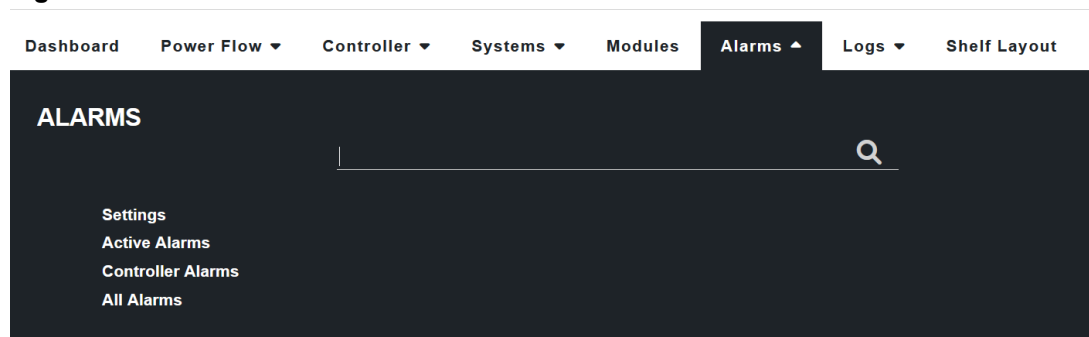 Dashboard Power Flow Controller Systems Modules Alarms Logs Shelf Layout
ALARMS
Settings
Active Alarms
Controller Alarms
All Alarms